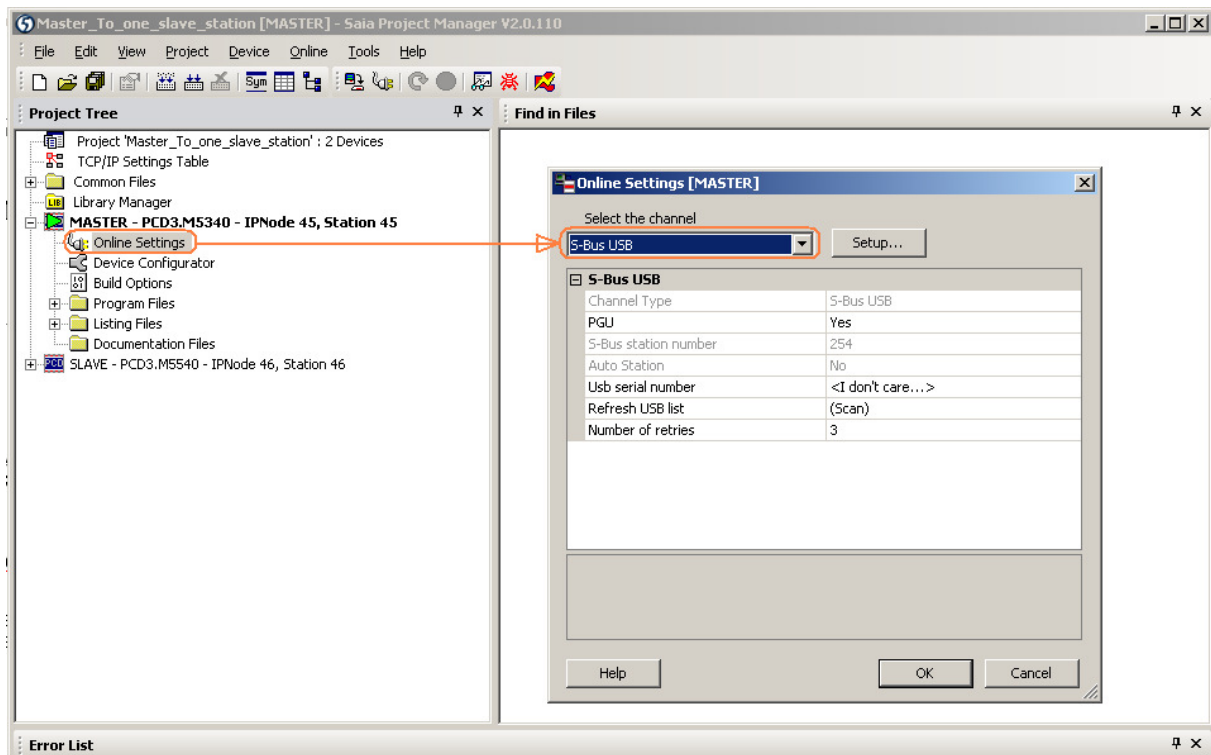 Master_To_one_slave_station [MASTER] - Saia Project Manager V2.0.110
File Edit View Project Device Online Tools Help
Sym
Project Tree
Find in Files
Project 'Master_To_one_slave_station' : 2 Devices
TCP/IP Settings Table
Common Files
LIB Library Manager
MASTER - PCD3.M5340 - IPNode 45, Station 45
Online Settings
Device Configurator
Build Options
Program Files
Listing Files
Documentation Files
PCD SLAVE - PCD3.M5540 - IPNode 46, Station 46
Online Settings [MASTER]
Select the channel
S-Bus USB Setup...
S-Bus USB
Channel Type S-Bus USB
PGU Yes
S-Bus station number 254
Auto Station No
Usb serial number <I don't care...>
Refresh USB list (Scan)
Number of retries 3
Help OK Cancel
Error List